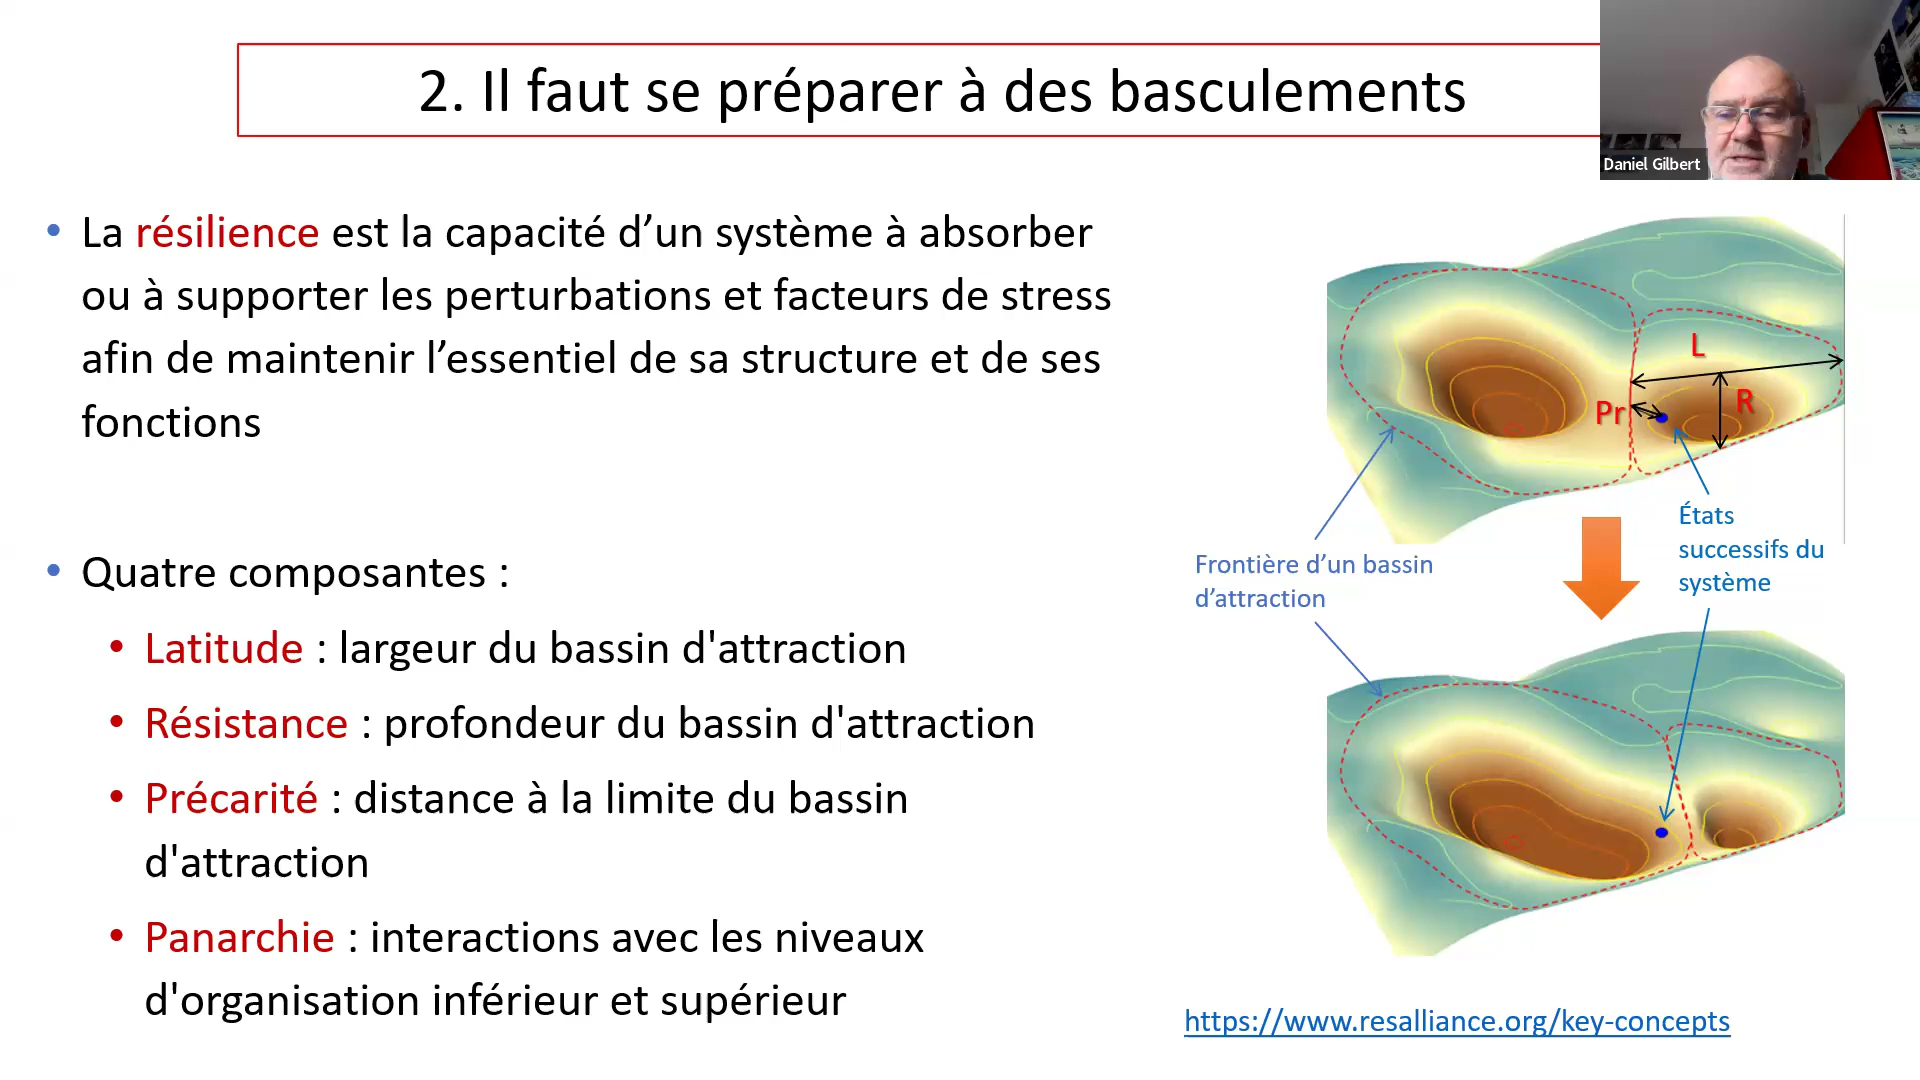 2. Il faut se préparer à des basculements
Daniel Gilbert
• La résilience est la capacité d’un système à absorber
ou à supporter les perturbations et facteurs de stress
afin de maintenir l’essentiel de sa structure et de ses
fonctions
• Quatre composantes :
• Latitude : largeur du bassin d'attraction
• Résistance : profondeur du bassin d'attraction
• Précarité : distance à la limite du bassin
d'attraction
• Panarchie : interactions avec les niveaux
d'organisation inférieur et supérieur
L
R
Pr
États
successifs du
système
Frontière d’un bassin
d’attraction
https://www.resalliance.org/key-concepts